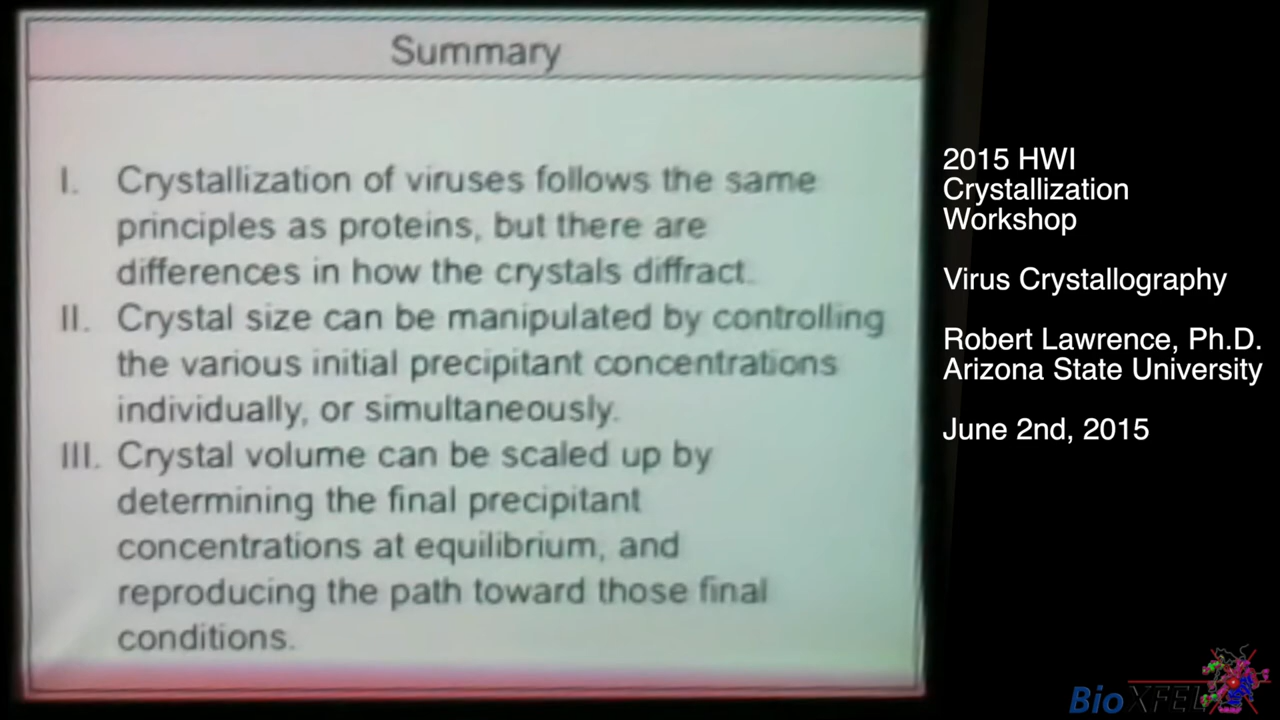 Summary
I. Crystallization of viruses follows the same
principles as proteins, but there are
differences in how the crystals diffract.
II. Crystal size can be manipulated by controlling
the various initial precipitant concentrations
individually, or simultaneously.
III. Crystal volume can be scaled up by
determining the final precipitant
concentrations at equilibrium, and
reproducing the path toward those final
conditions.
2015 HWI
Crystallization
Workshop
Virus Crystallography
Robert Lawrence, Ph.D.
Arizona State University
June 2nd, 2015
BioXFEL